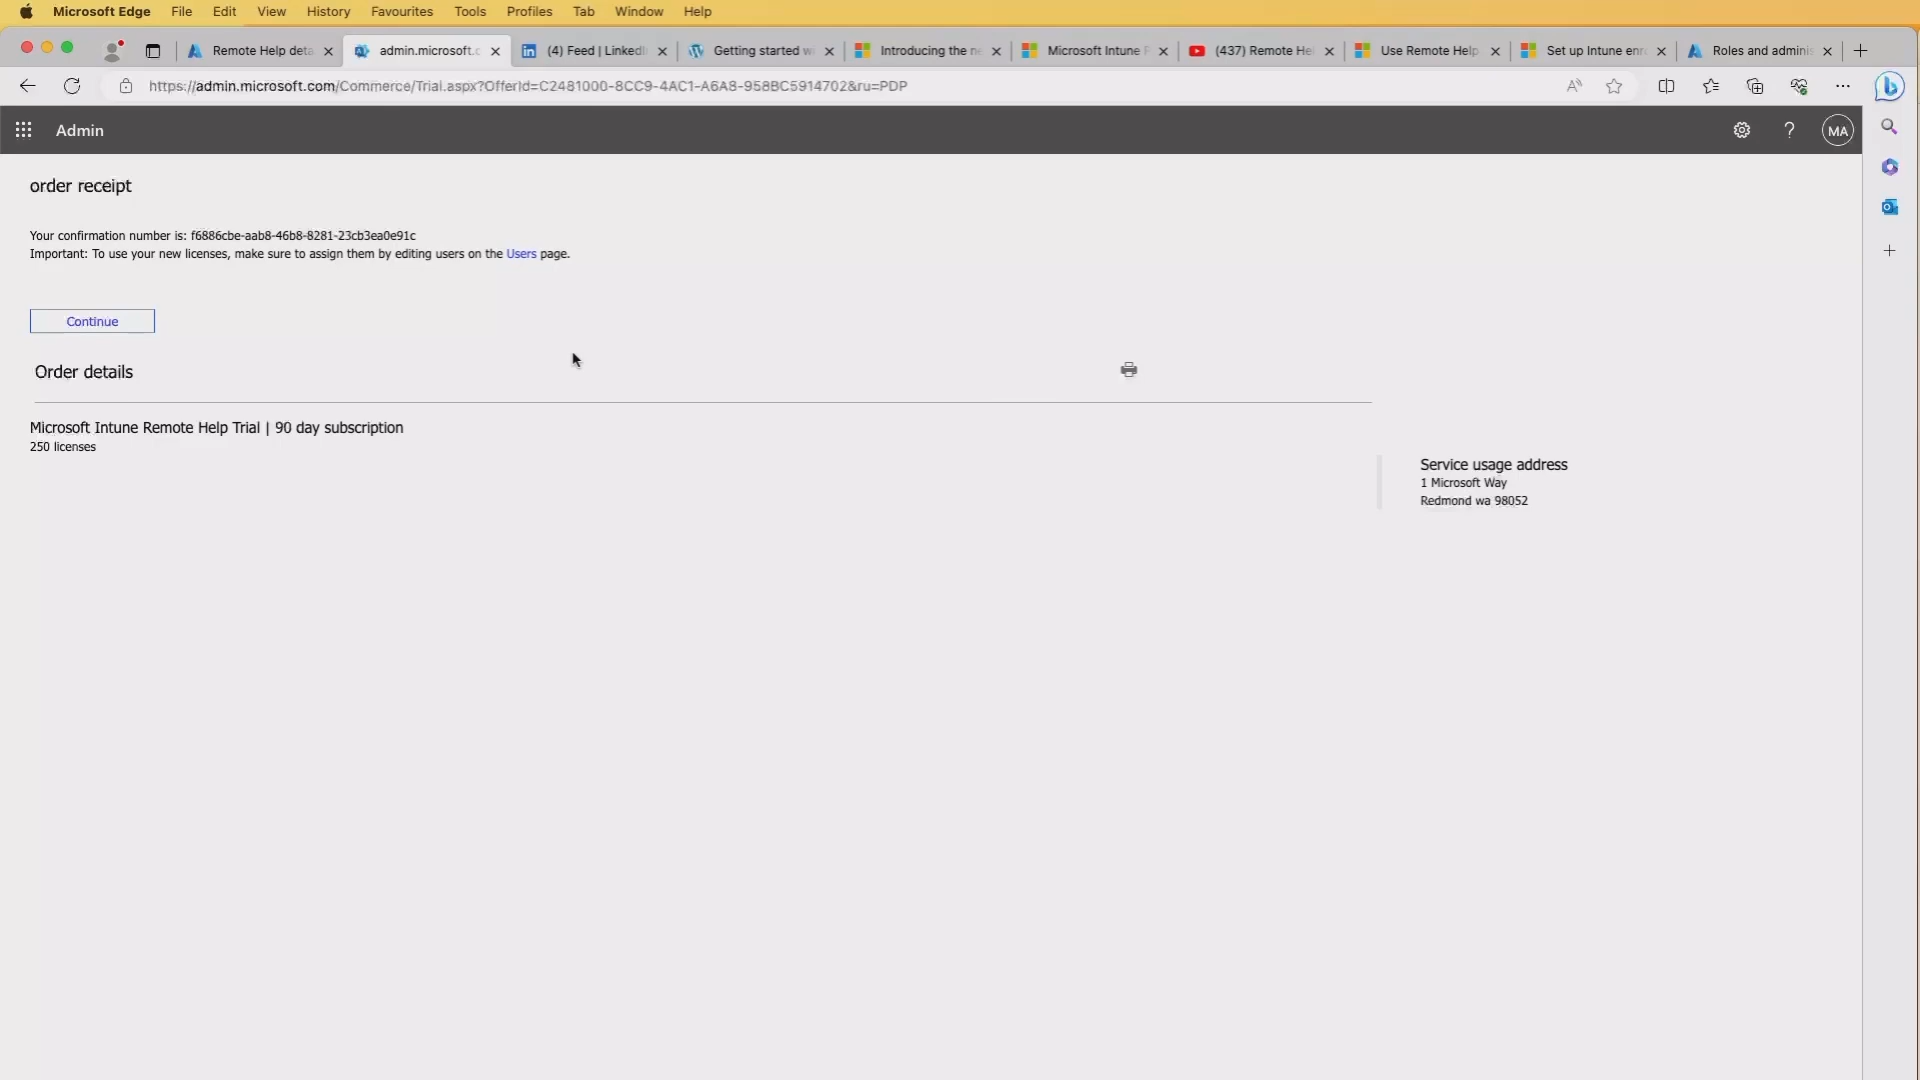 Microsoft Edge File Edit View History Favourites Tools Profiles Tab Window Help
Remote Help deta
admin.microsoft.c
(4) Feed | LinkedIn
Getting started wi
Introducing the ne
Microsoft Intune
(437) Remote He
Use Remote Help
Set up Intune enro
Roles and adminis
https://admin.microsoft.com/Commerce/Trial.aspx?OfferId=C2481000-8CC9-4AC1-A6A8-958BC5914702&ru=PDP
Admin
?
MA
order receipt
Your confirmation number is: f6886cbe-aab8-46b8-8281-23cb3ea0e91c
Important: To use your new licenses, make sure to assign them by editing users on the Users page.
Continue
Order details
Microsoft Intune Remote Help Trial | 90 day subscription
250 licenses
Service usage address
1 Microsoft Way
Redmond wa 98052